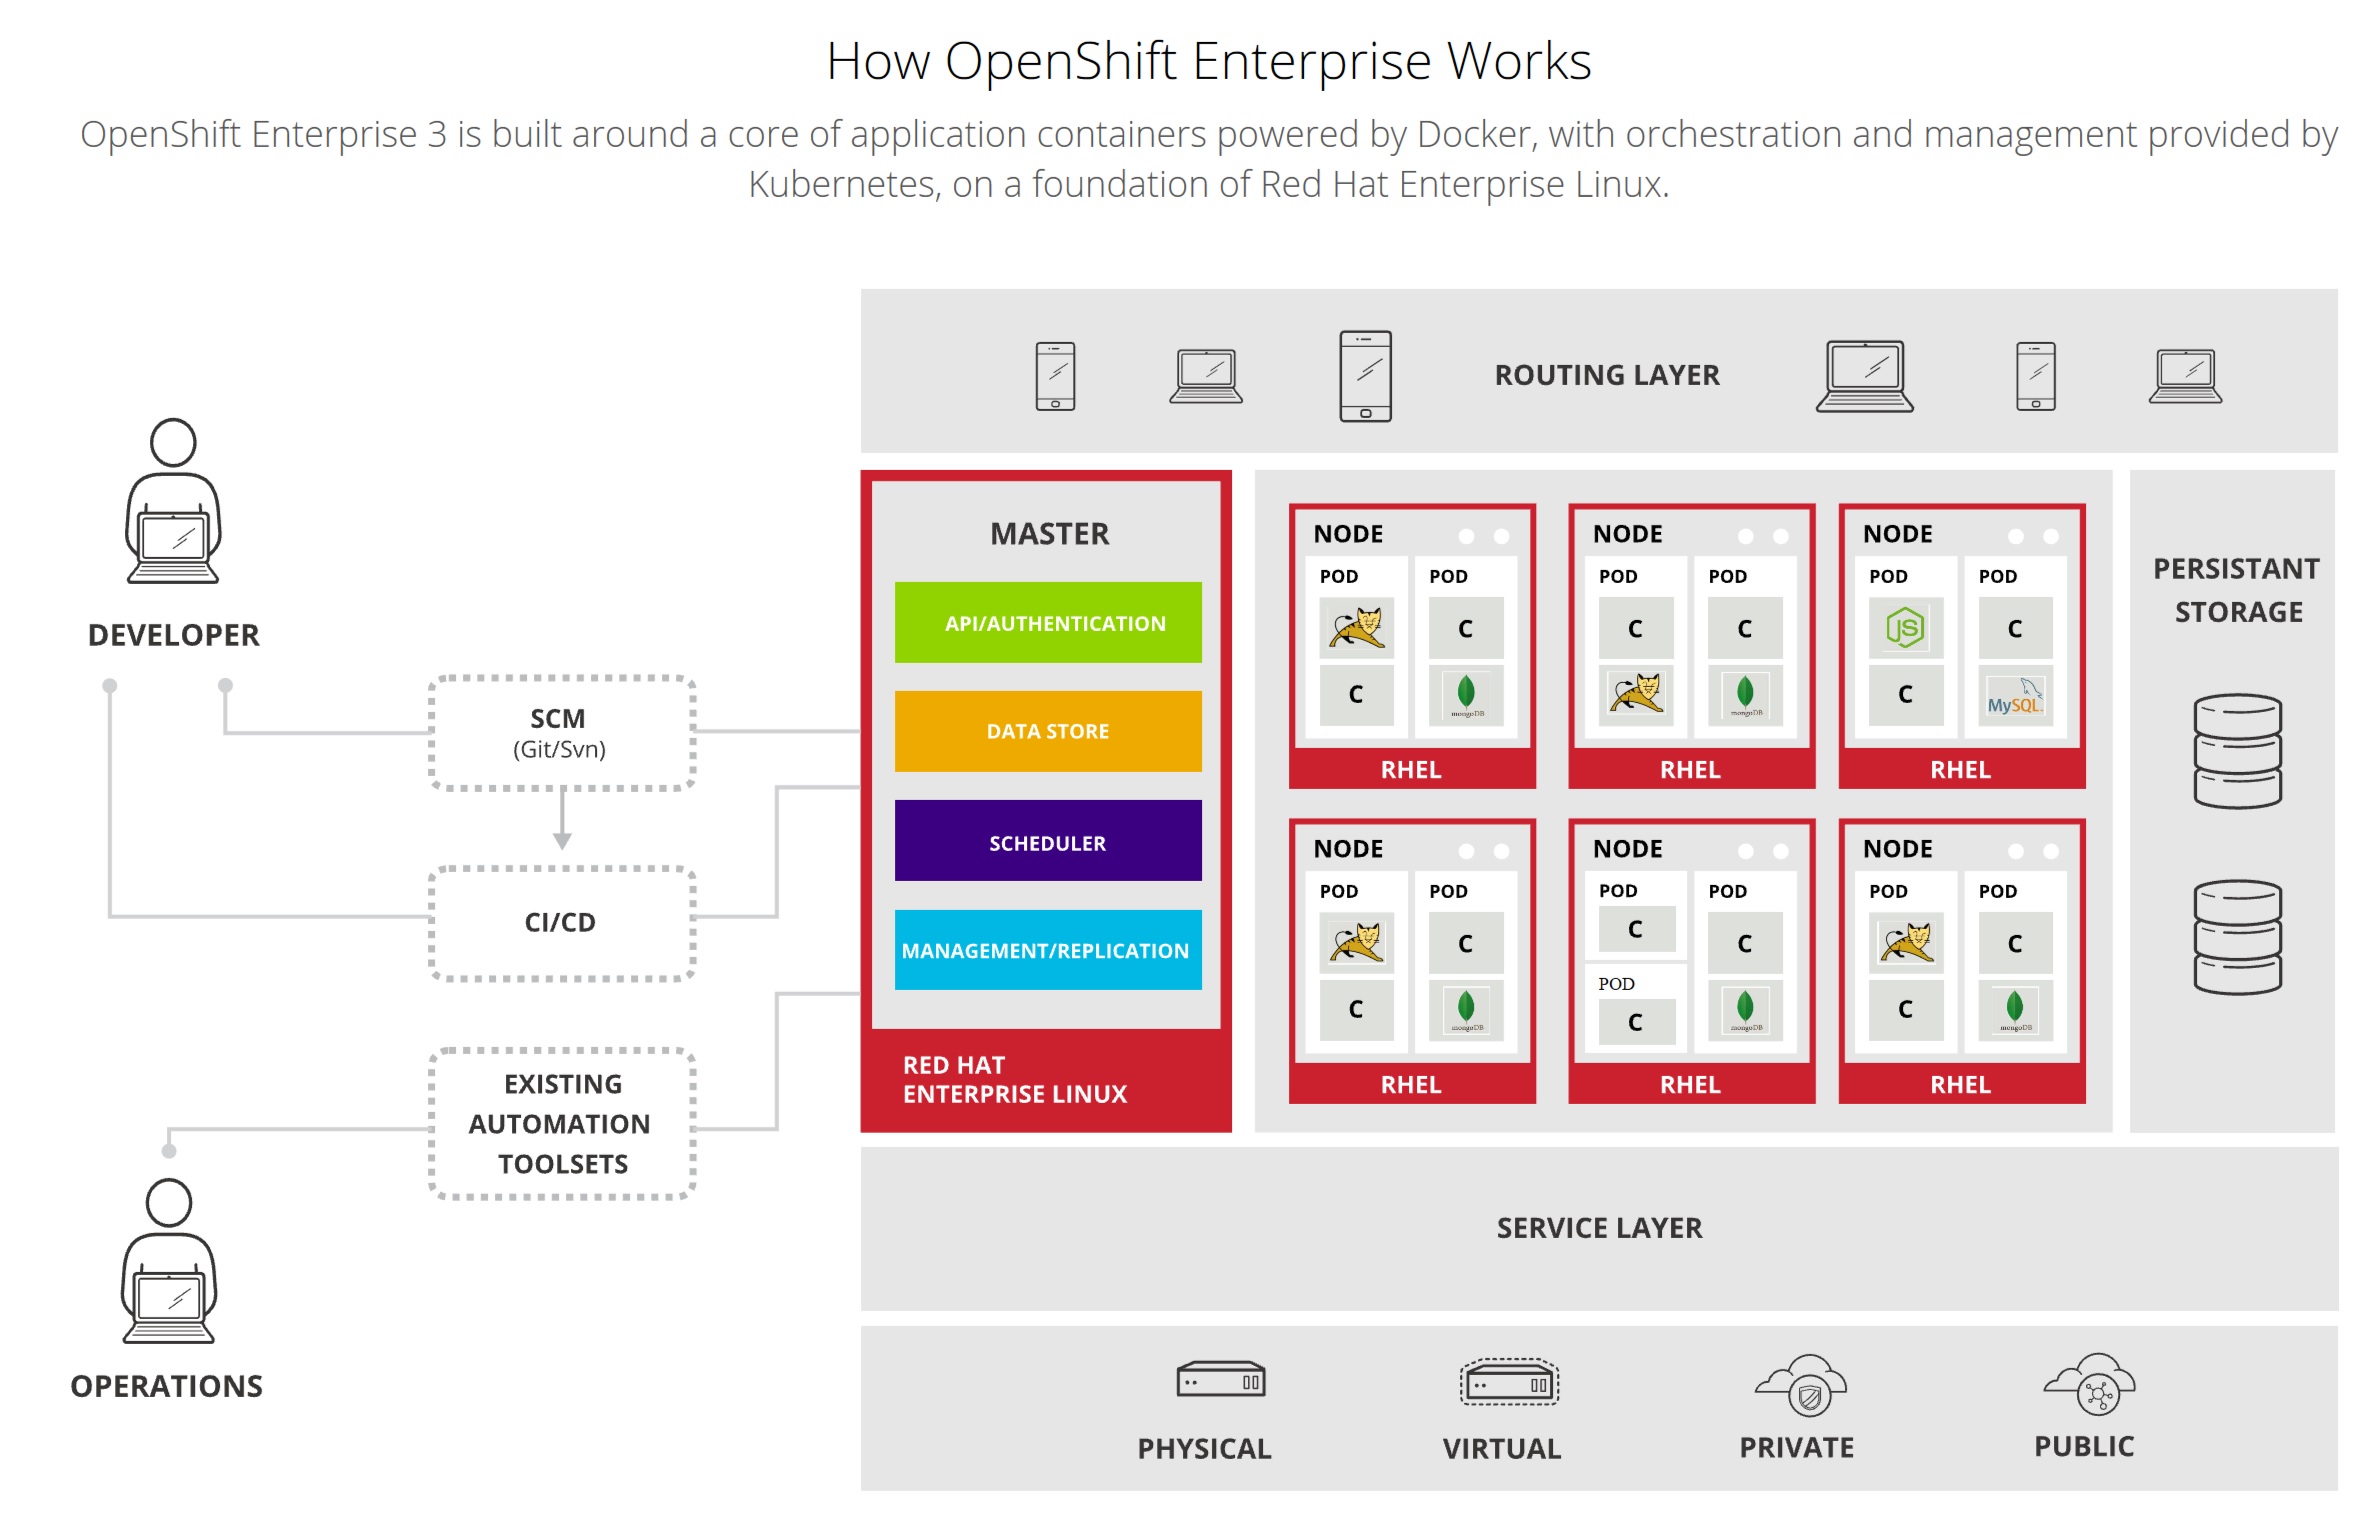 How OpenShift Enterprise Works
OpenShift Enterprise 3 is built around a core of application containers powered by Docker, with orchestration and management provided by
Kubernetes, on a foundation of Red Hat Enterprise Linux.
ROUTING LAYER
DEVELOPER
SCM
(Git/Svn)
CI/CD
EXISTING
AUTOMATION
TOOLSETS
OPERATIONS
MASTER
API/AUTHENTICATION
DATA STORE
SCHEDULER
MANAGEMENT/REPLICATION
RED HAT
ENTERPRISE LINUX
NODE
POD
C
POD
C
mongoDB
RHEL
NODE
POD
C
POD
C
mongoDB
RHEL
NODE
POD
JS
C
POD
C
MySQL
RHEL
NODE
POD
C
POD
C
mongoDB
RHEL
NODE
POD
C
POD
C
POD
C
mongoDB
RHEL
NODE
POD
C
POD
C
mongoDB
RHEL
PERSISTANT
STORAGE
SERVICE LAYER
PHYSICAL
VIRTUAL
PRIVATE
PUBLIC